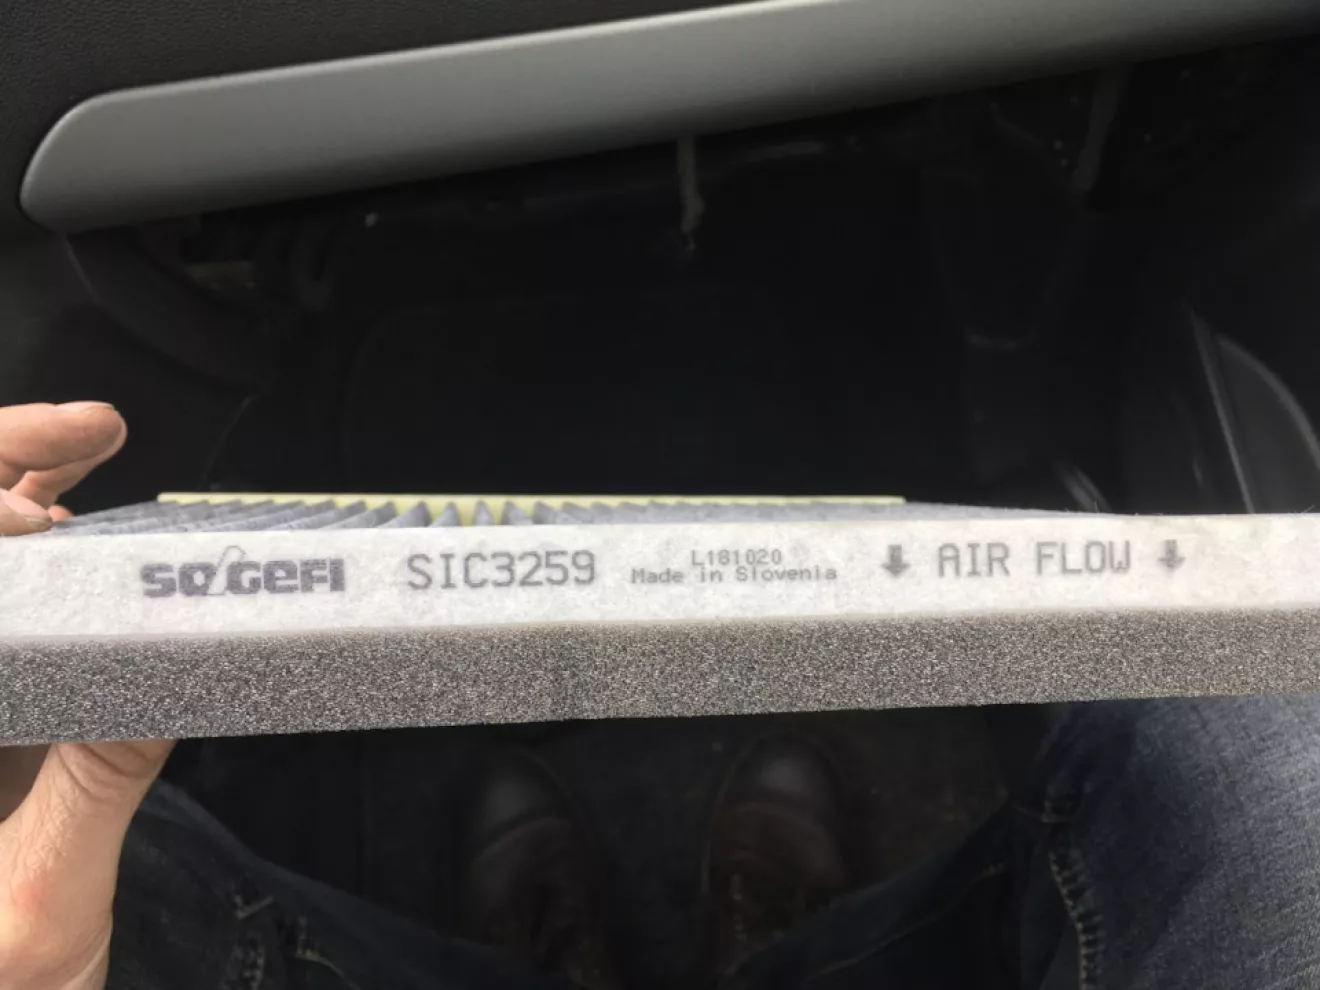 SOGEFI SIC3259 L181020 ⬇ AIR FLOW ⬇
Made in Slovenia